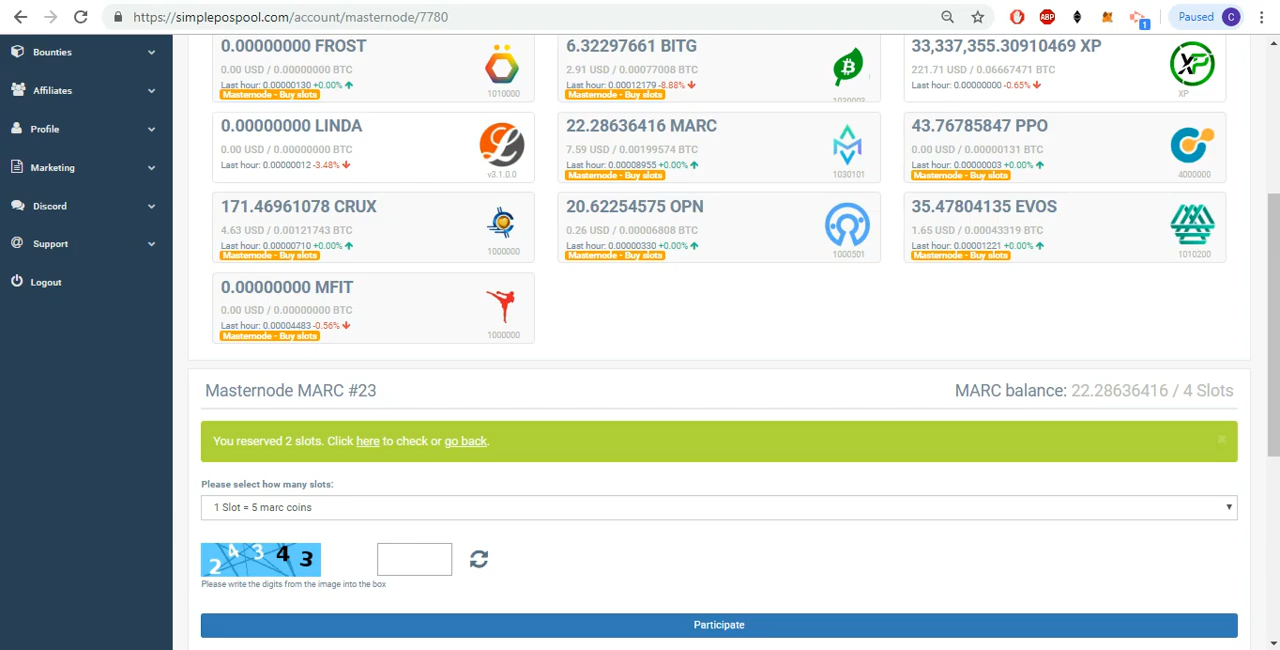 https://simplepospool.com/account/masternode/7780
ABP
1
Paused
C
Bounties
Affiliates
Profile
Marketing
Discord
Support
Logout
0.00000000 FROST
0.00 USD / 0.00000000 BTC
Last hour: 0.00000130 +0.00%
Masternode - Buy slots
1010000
6.32297661 BITG
2.91 USD / 0.00077008 BTC
Last hour: 0.00012179 -8.88%
Masternode - Buy slots
33,337,355.30910469 XP
221.71 USD / 0.06667471 BTC
Last hour: 0.00000000 -0.65%
XP
XP
0.00000000 LINDA
0.00 USD / 0.00000000 BTC
Last hour: 0.00000012 -3.48%
v3.1.0.0
22.28636416 MARC
7.59 USD / 0.00199574 BTC
Last hour: 0.00008955 +0.00%
Masternode - Buy slots
1030101
43.76785847 PPO
0.00 USD / 0.00000131 BTC
Last hour: 0.00000003 +0.00%
Masternode - Buy slots
4000000
171.46961078 CRUX
4.63 USD / 0.00121743 BTC
Last hour: 0.00000710 +0.00%
Masternode - Buy slots
1000000
20.62254575 OPN
0.26 USD / 0.00006808 BTC
Last hour: 0.00000330 +0.00%
Masternode - Buy slots
1000501
35.47804135 EVOS
1.65 USD / 0.00043319 BTC
Last hour: 0.00001221 +0.00%
Masternode - Buy slots
1010200
0.00000000 MFIT
0.00 USD / 0.00000000 BTC
Last hour: 0.00004483 -0.56%
Masternode - Buy slots
1000000
Masternode MARC #23
MARC balance: 22.28636416 / 4 Slots
You reserved 2 slots. Click here to check or go back.
×
Please select how many slots:
1 Slot = 5 marc coins
2 4 3 4 3
Please write the digits from the image into the box
Participate